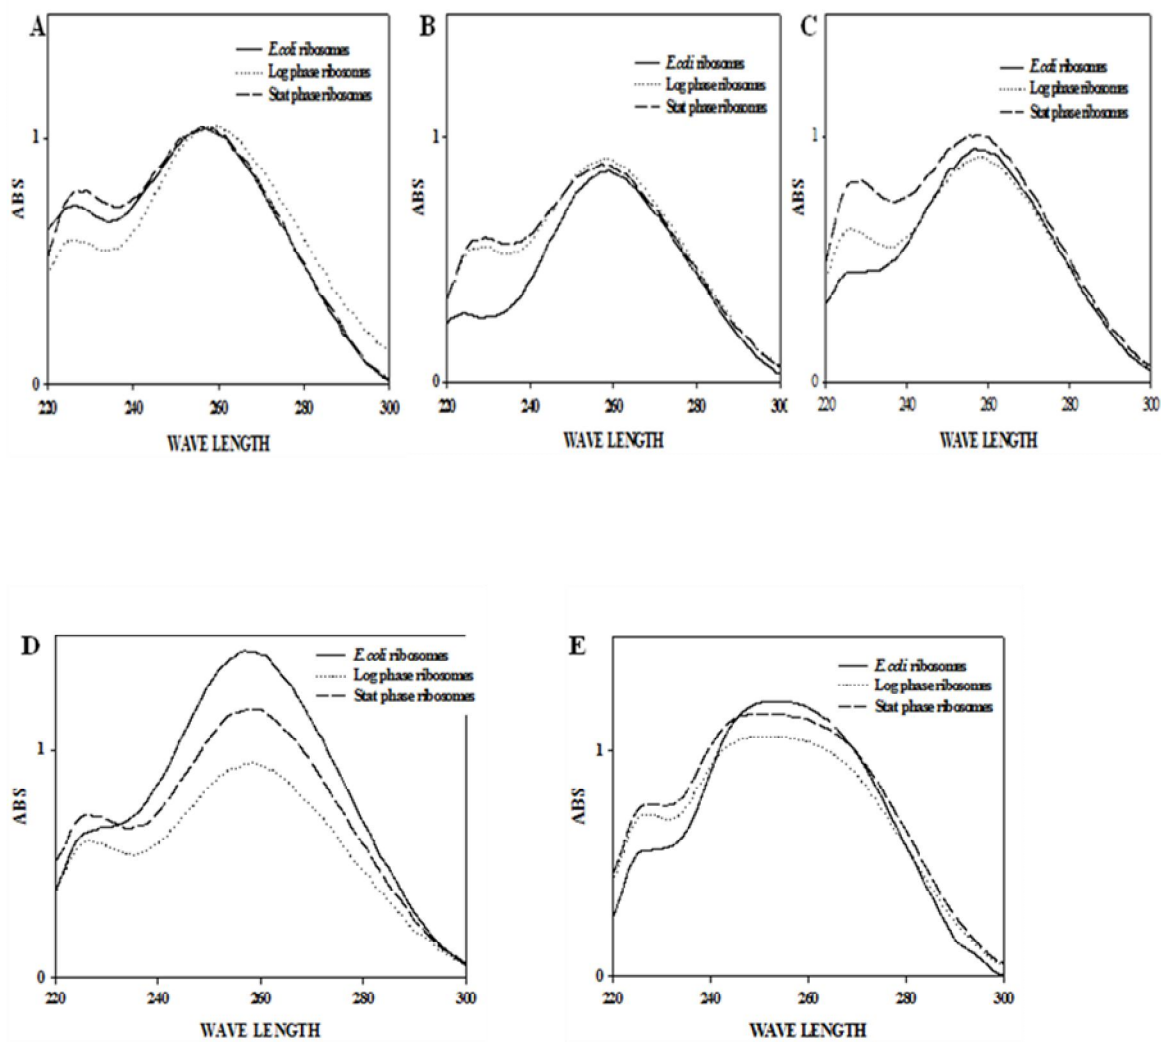 A
E.coli ribosomes
Log phase ribosomes
Stat phase ribosomes
1
ABS
0
220 240 260 280 300
WAVE LENGTH
B
E.coli ribosomes
Log phase ribosomes
Stat phase ribosomes
1
ABS
0
220 240 260 280 300
WAVE LENGTH
C
E.coli ribosomes
Log phase ribosomes
Stat phase ribosomes
1
ABS
0
220 240 260 280 300
WAVE LENGTH
D
E.coli ribosomes
Log phase ribosomes
Stat phase ribosomes
1
ABS
0
220 240 260 280 300
WAVE LENGTH
E
E.coli ribosomes
Log phase ribosomes
Stat phase ribosomes
1
ABS
0
220 240 260 280 300
WAVE LENGTH